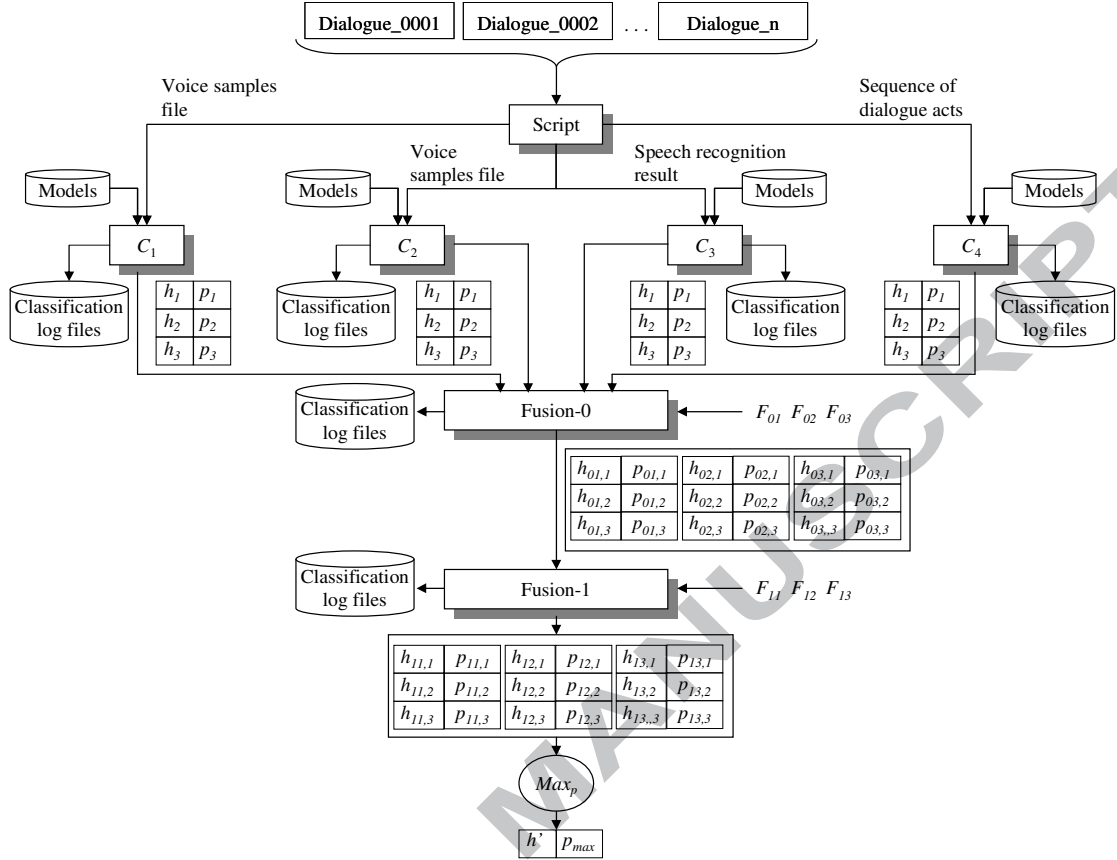 Dialogue_0001 Dialogue_0002 ... Dialogue_n
Voice samples
file
Sequence of
dialogue acts
Script
Voice
samples file
Speech recognition
result
Models Models Models Models
C1 C2 C3 C4
Classification
log files
h1 p1
h2 p2
h3 p3
Classification
log files
h1 p1
h2 p2
h3 p3
h1 p1
h2 p2
h3 p3
Classification
log files
h1 p1
h2 p2
h3 p3
Classification
log files
Classification
log files
Fusion-0
F01 F02 F03
h01,1 p01,1 h02,1 p02,1 h03,1 p03,1
h01,2 p01,2 h02,2 p02,2 h03,2 p03,2
h01,3 p01,3 h02,3 p02,3 h03,,3 p03,3
Classification
log files
Fusion-1
F11 F12 F13
h11,1 p11,1 h12,1 p12,1 h13,1 p13,1
h11,2 p11,2 h12,2 p12,2 h13,2 p13,2
h11,3 p11,3 h12,3 p12,3 h13,,3 p13,3
Maxp
h' pmax
MANUSCRIPT